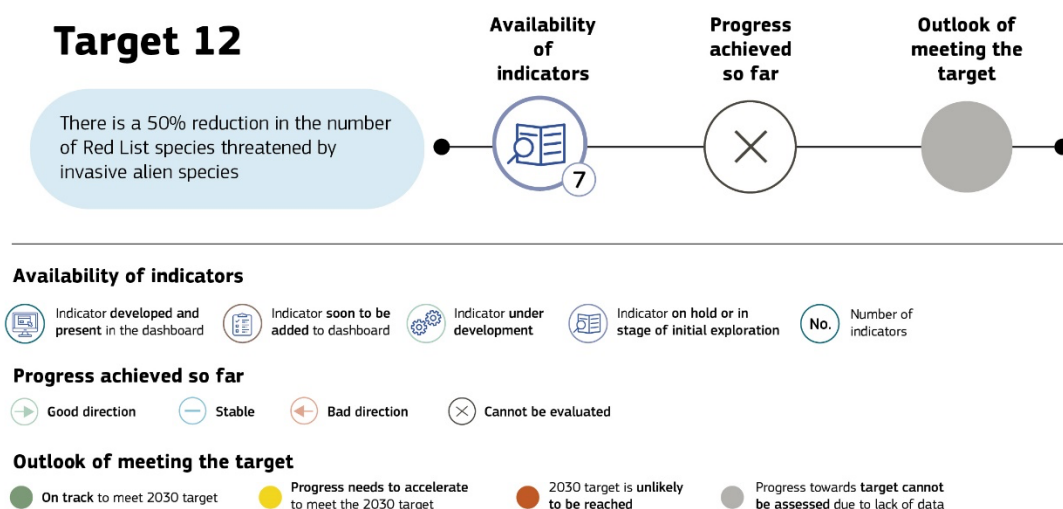 Target 12
Availability
of
indicators
Progress
achieved
so far
Outlook of
meeting the
target
There is a 50% reduction in the number
of Red List species threatened by
invasive alien species
7
Availability of indicators
Indicator developed and
present in the dashboard
Indicator soon to be
added to dashboard
Indicator under
development
Indicator on hold or in
stage of initial exploration
No.
Number of
indicators
Progress achieved so far
Good direction
Stable
Bad direction
Cannot be evaluated
Outlook of meeting the target
On track to meet 2030 target
Progress needs to accelerate
to meet the 2030 target
2030 target is unlikely
to be reached
Progress towards target cannot
be assessed due to lack of data